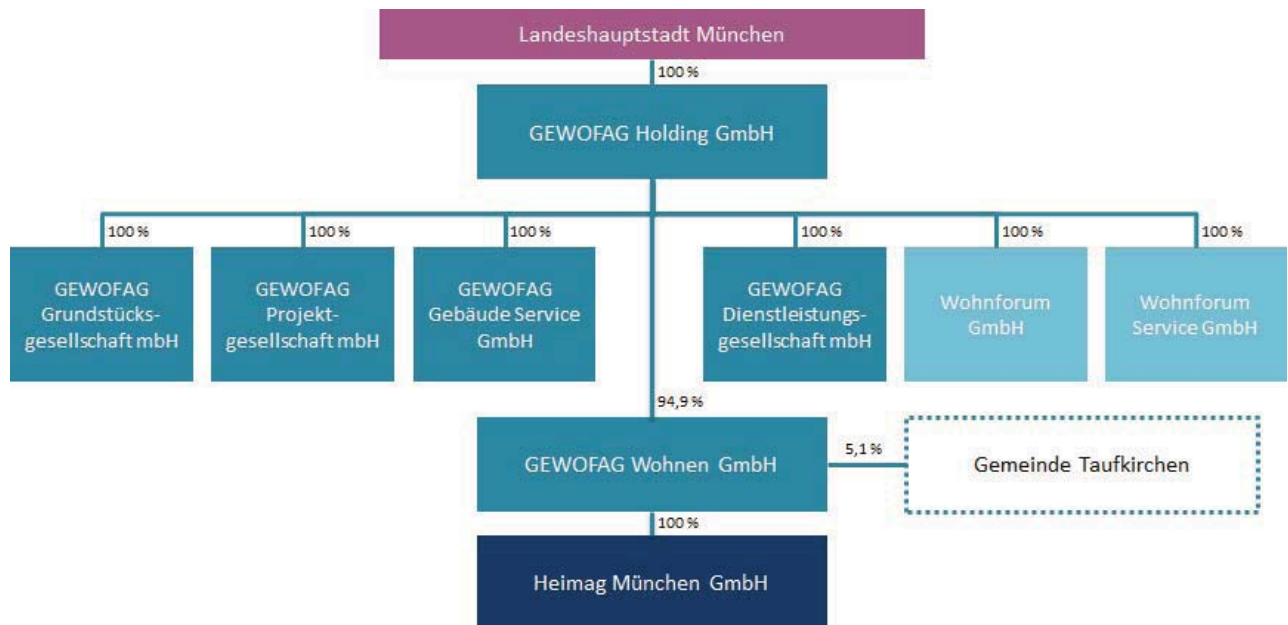 Landeshauptstadt München
100 %
GEWOFAG Holding GmbH
100 %
100 %
100 %
100 %
100 %
100 %
GEWOFAG
Grundstücks-
gesellschaft mbH
GEWOFAG
Projekt-
gesellschaft mbH
GEWOFAG
Gebäude Service
GmbH
GEWOFAG
Dienstleistungs-
gesellschaft mbH
Wohnforum
GmbH
Wohnforum
Service GmbH
94,9 %
GEWOFAG Wohnen GmbH
5,1 %
Gemeinde Taufkirchen
100 %
Heimag München GmbH